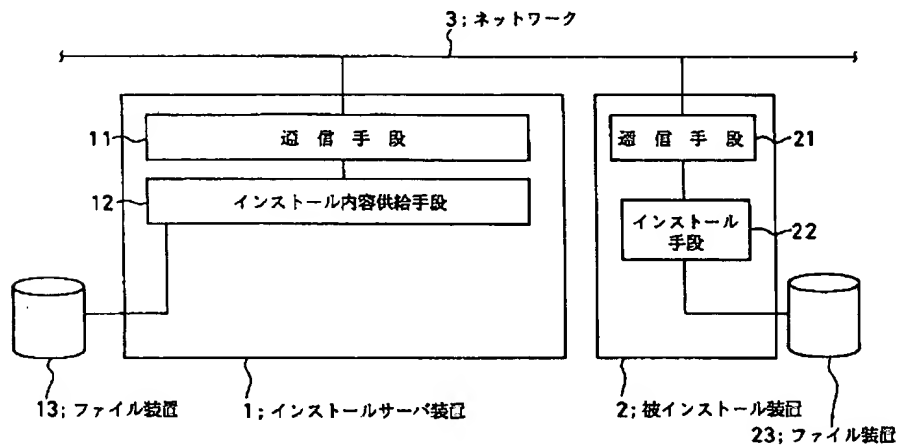 3;ネットワーク
11
通信手段
12
インストール内容供給手段
通信手段
21
インストール
手段
22
13;ファイル装置
1;インストールサーバ装置
2;被インストール装置
23;ファイル装置